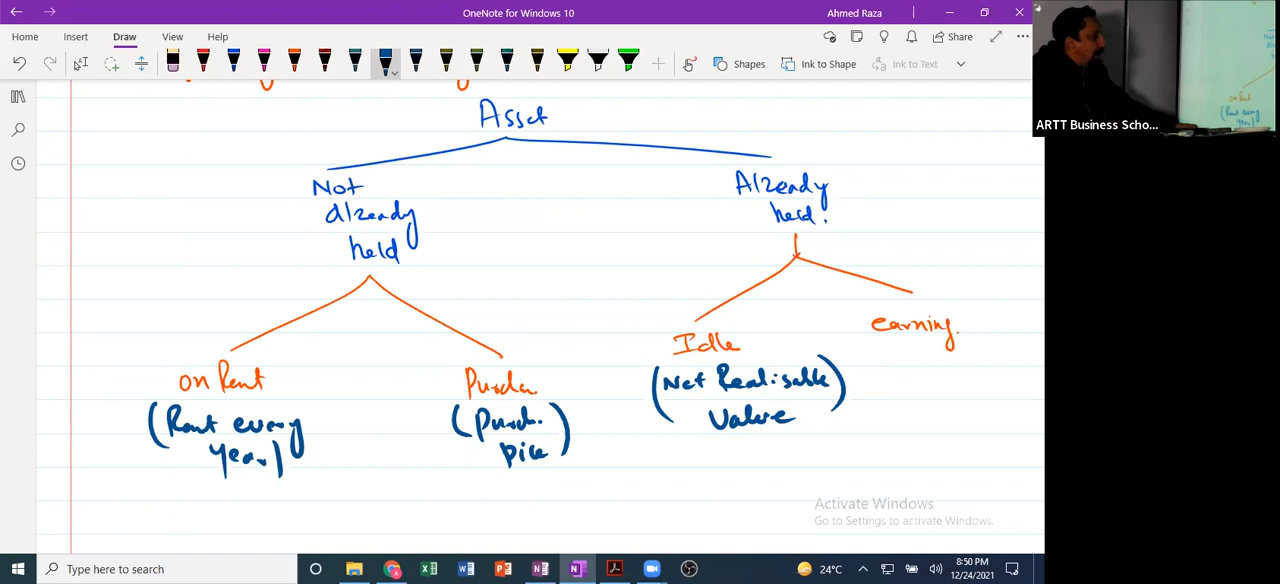 OneNote for Windows 10
Ahmed Raza
Home Insert Draw View Help
Share
Shapes
Ink to Shape
Ink to Text
ARTT Business Scho...
on Rent
Asset
Not
already
held
Already
held.
on Rent
(Rent every
year)
Purch.
(Purch.
price)
Idle
(Net Realisable
Value)
earning.
Activate Windows
Go to Settings to activate Windows.
Type here to search
24°C
8:50 PM
12/24/2021